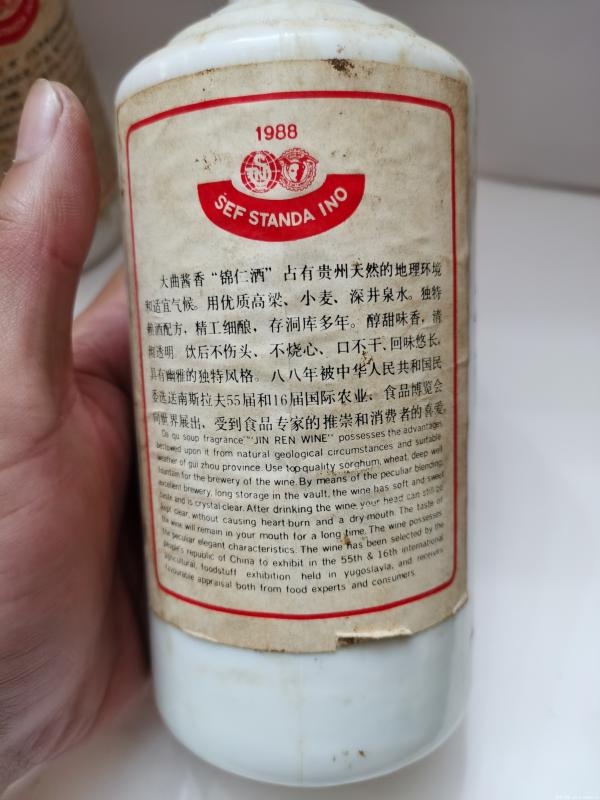 1988
SEF STANDA INO
大曲酱香“锦仁酒”占有贵州天然的地理环境
和适宜气候。用优质高梁、小麦、深井泉水。独特
酒配方，精工细酿，存洞库多年。醇甜味香，清
透明 饮后不伤头、不烧心、口不干、回味悠长，
具有幽雅的独特风格。八八年被中华人民共和国民
委选送南斯拉夫55届和16届国际农业、食品博览会
向世界展出，受到食品专家的推崇和消费者的喜爱
Da qu soup fragrance "JIN REN WINE" possesses the advantages
bestowed upon it from natural geological circumstances and suitable
weather of gui zhou province. Use top-quality sorghum, wheat, deep well
fountain for the brewery of the wine. By means of the peculiar blending,
excellent brewery, long storage in the vault, the wine has soft and sweet
taste and is crystal-clear. After drinking the wine your head can still be
kept clear, without causing heart-burn and a dry mouth. The taste of
the wine will remain in your mouth for a long time. The wine possesses
the peculiar elegant characteristics. The wine has been selected by the
people's republic of China to exhibit in the 55th & 16th international
agricultural, foodstuff exhibition held in yugoslavia, and receives
favourable appraisal both from food experts and consumers.